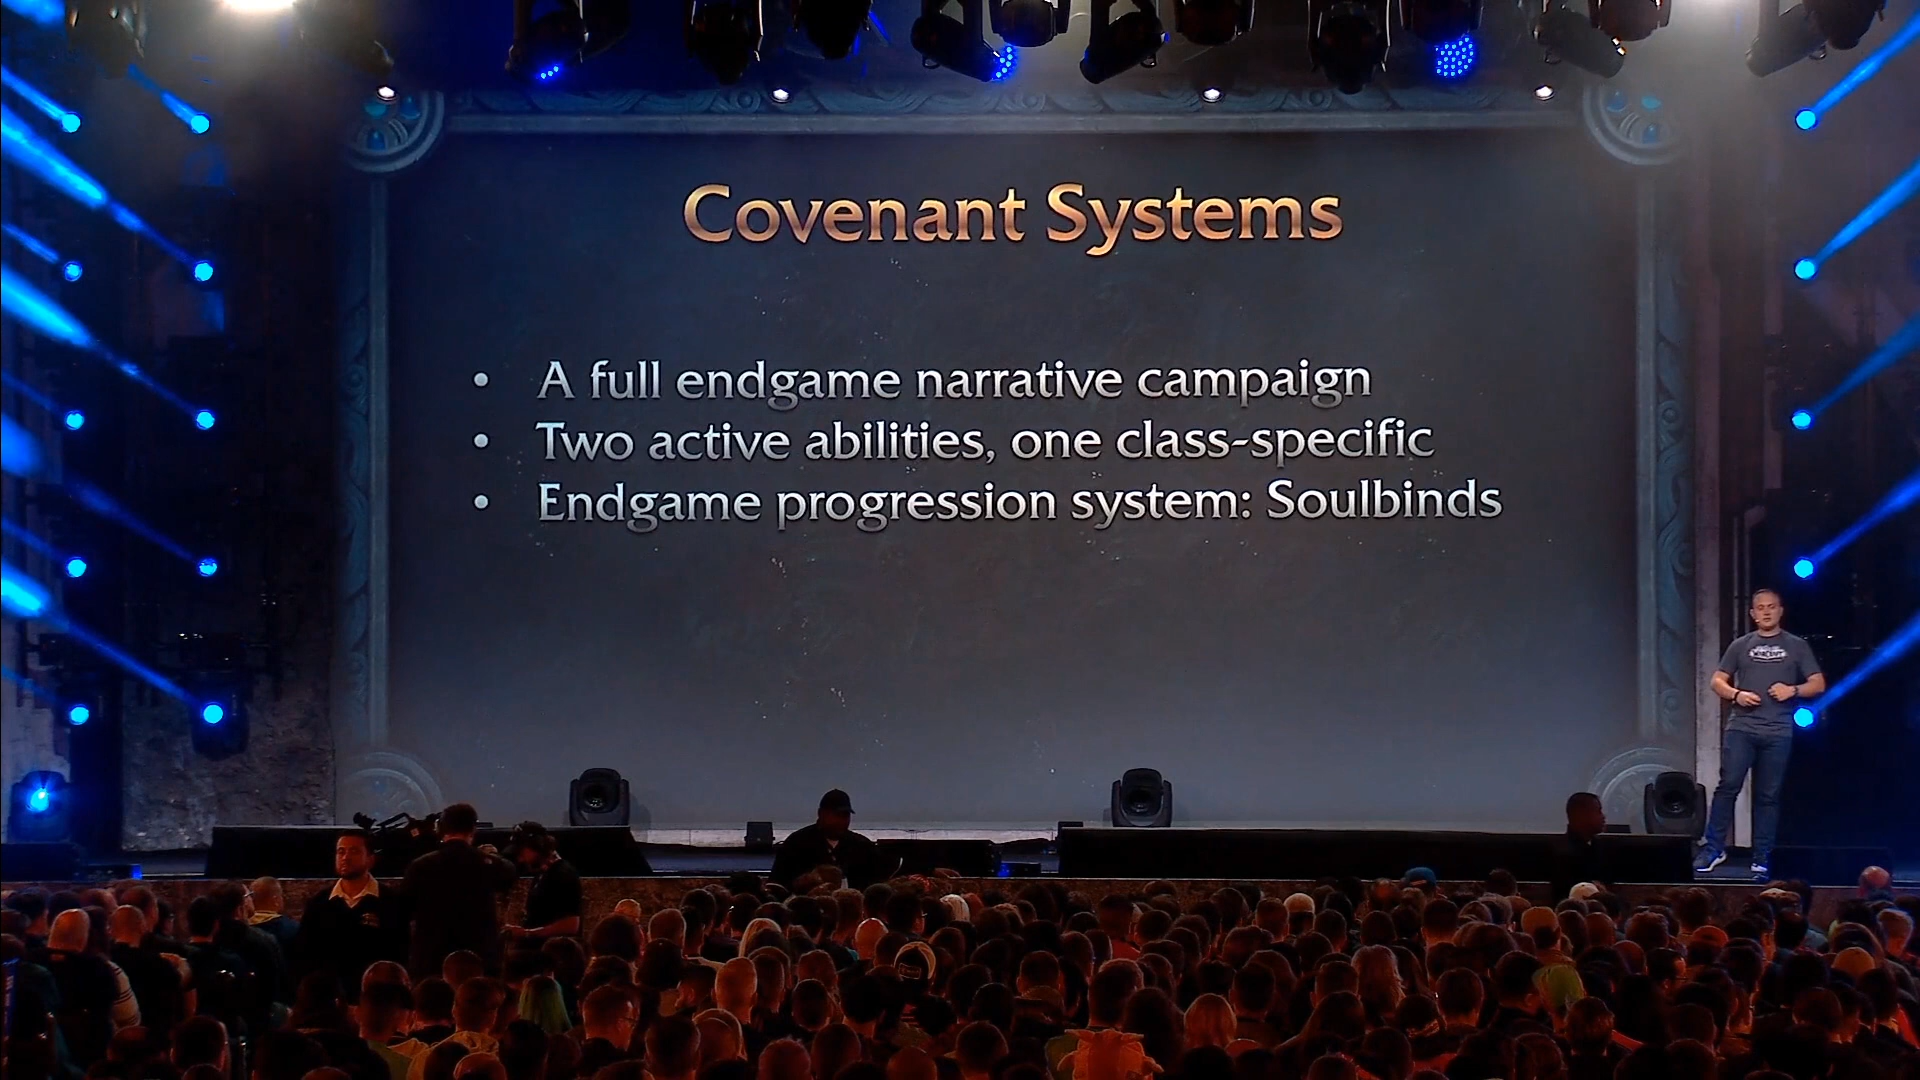 Covenant Systems
• A full endgame narrative campaign
• Two active abilities, one class-specific
• Endgame progression system: Soulbinds